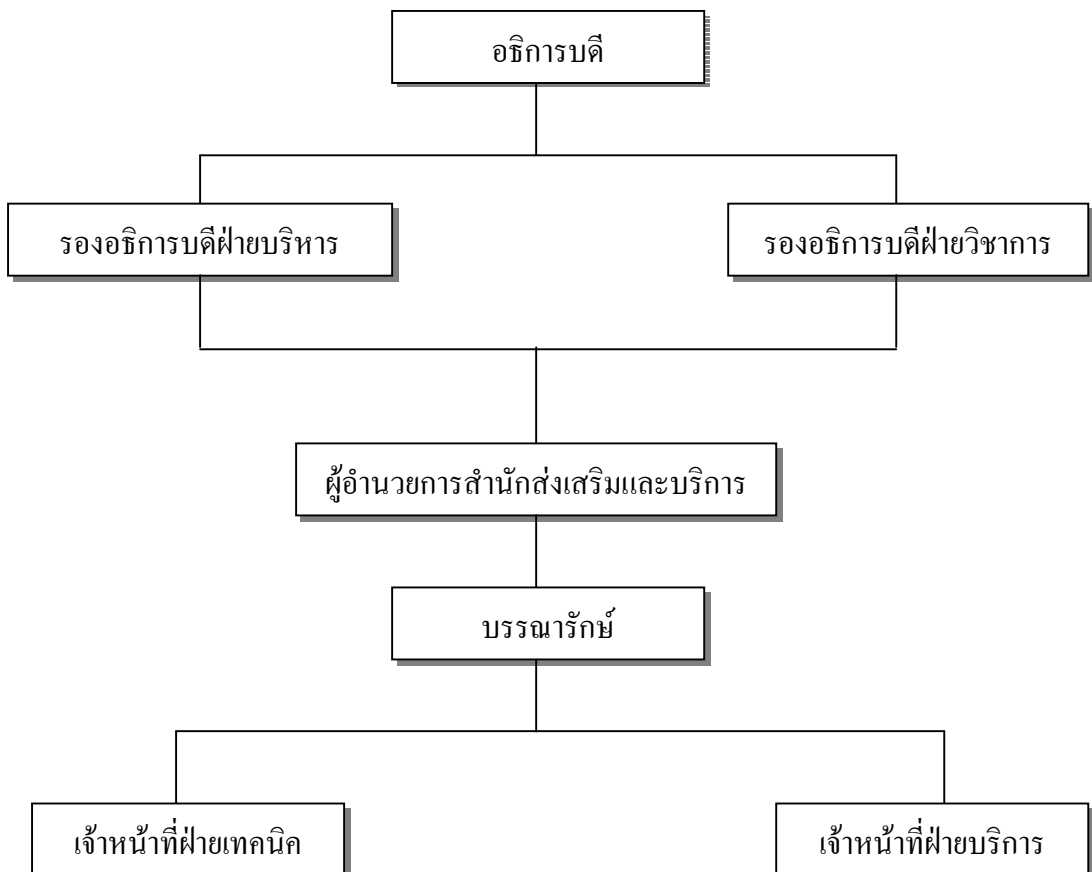 อธิการบดี
รองอธิการบดีฝ่ายบริหาร
รองอธิการบดีฝ่ายวิชาการ
ผู้อำนวยการสำนักส่งเสริมและบริการ
บรรณารักษ์
เจ้าหน้าที่ฝ่ายเทคนิค
เจ้าหน้าที่ฝ่ายบริการ